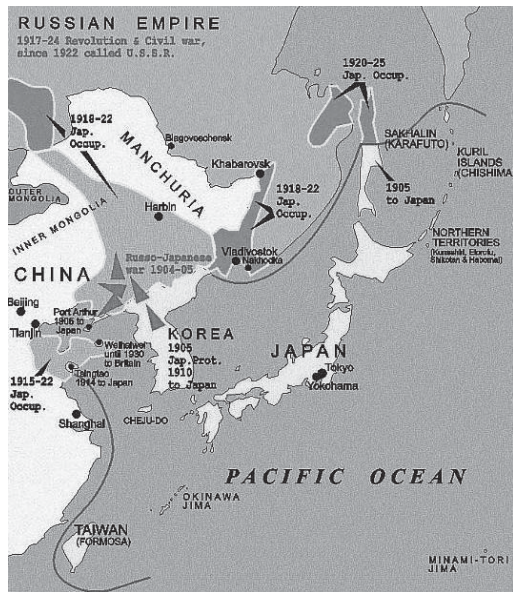 RUSSIAN EMPIRE
1917-24 Revolution & Civil war,
since 1922 called U.S.S.R.
1920-25
Jap. Occup.
1918-22
Jap.
Occup.
MANCHURIA
Blagoveschensk
Khabarovsk
SAKHALIN
(KARAFUTO)
KURIL
ISLANDS
(CHISHIMA)
1905
to Japan
OUTER
MONGOLIA
INNER MONGOLIA
Harbin
1918-22
Jap.
Occup.
NORTHERN
TERRITORIES
(Kunashiri, Etorofu,
Shikotan & Habomai)
Vladivostok
Nakhodka
Russo-Japanese
war 1904-05
CHINA
Beijing
Tianjin
Port Arthur
1905 to
Japan
Weihaiwei
until 1930
to Britain
Tsingtao
1914 to Japan
KOREA
1905
Jap.Prot.
1910
to Japan
JAPAN
Tokyo
Yokohama
1915-22
Jap.
Occup.
Shanghai
CHEJU-DO
PACIFIC OCEAN
OKINAWA
JIMA
TAIWAN
(FORMOSA)
MINAMI-TORI
JIMA